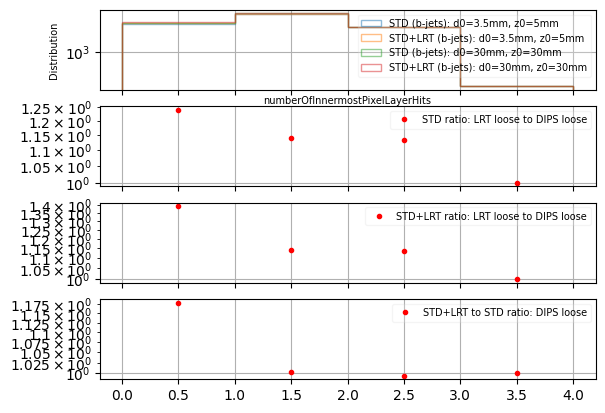 Distribution
10³
STD (b-jets): d0=3.5mm, z0=5mm
STD+LRT (b-jets): d0=3.5mm, z0=5mm
STD (b-jets): d0=30mm, z0=30mm
STD+LRT (b-jets): d0=30mm, z0=30mm
numberOfInnermostPixelLayerHits
1.25 × 10⁰
1.2 × 10⁰
1.15 × 10⁰
1.1 × 10⁰
1.05 × 10⁰
10⁰
STD ratio: LRT loose to DIPS loose
1.4 × 10⁰
1.35 × 10⁰
1.3 × 10⁰
1.25 × 10⁰
1.2 × 10⁰
1.15 × 10⁰
1.1 × 10⁰
1.05 × 10⁰
10⁰
STD+LRT ratio: LRT loose to DIPS loose
1.175 × 10⁰
1.15 × 10⁰
1.125 × 10⁰
1.1 × 10⁰
1.075 × 10⁰
1.05 × 10⁰
1.025 × 10⁰
10⁰
STD+LRT to STD ratio: DIPS loose
0.0 0.5 1.0 1.5 2.0 2.5 3.0 3.5 4.0